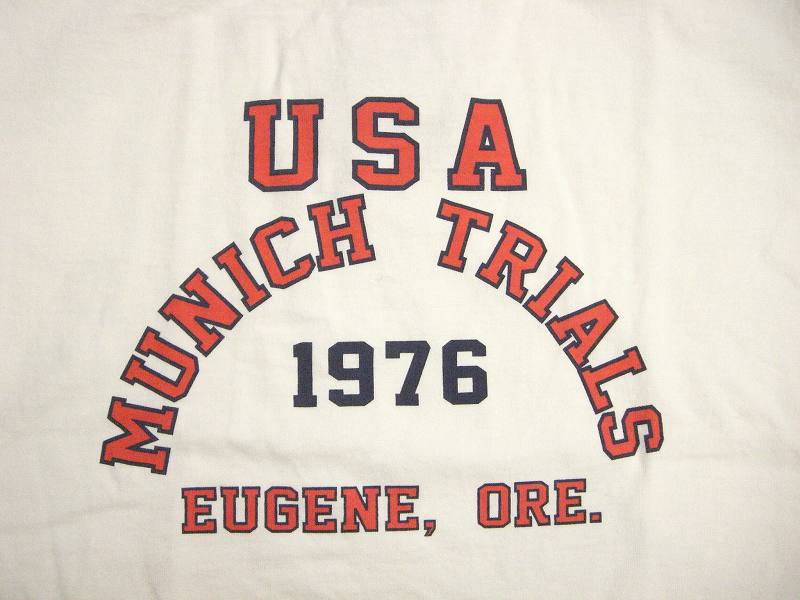 USA
MUNICH TRIALS
1976
EUGENE, ORE.